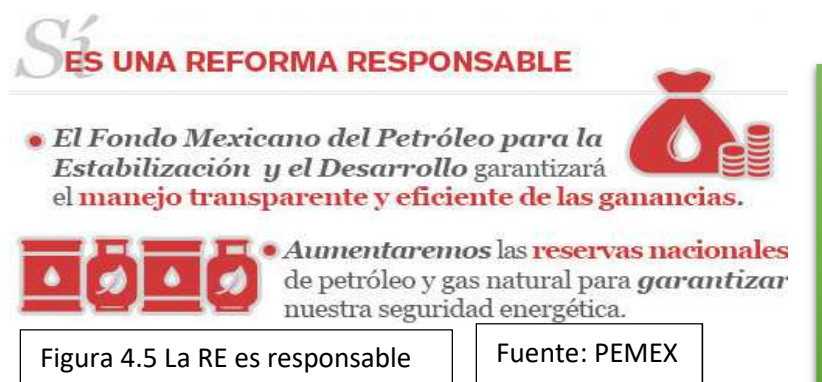 Sí ES UNA REFORMA RESPONSABLE
• El Fondo Mexicano del Petróleo para la
Estabilización y el Desarrollo garantizará
el manejo transparente y eficiente de las ganancias.
• Aumentaremos las reservas nacionales
de petróleo y gas natural para garantizar
nuestra seguridad energética.
Figura 4.5 La RE es responsable
Fuente: PEMEX